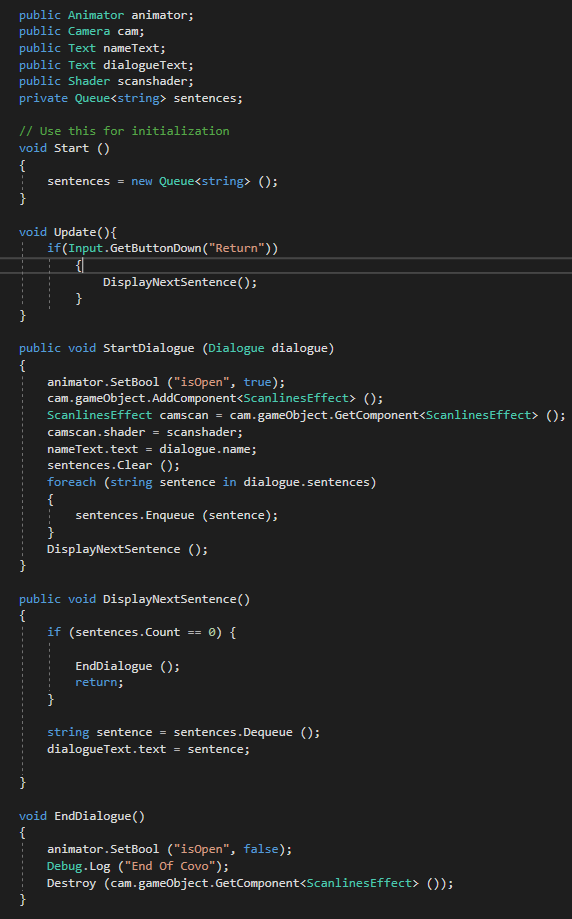 public Animator animator;
public Camera cam;
public Text nameText;
public Text dialogueText;
public Shader scanshader;
private Queue<string> sentences;
// Use this for initialization
void Start ()
{
sentences = new Queue<string> ();
}
void Update(){
if(Input.GetButtonDown("Return"))
{
DisplayNextSentence();
}
}
public void StartDialogue (Dialogue dialogue)
{
animator.SetBool ("isOpen", true);
cam.gameObject.AddComponent<ScanlinesEffect> ();
ScanlinesEffect camscan = cam.gameObject.GetComponent<ScanlinesEffect> ();
camscan.shader = scanshader;
nameText.text = dialogue.name;
sentences.Clear ();
foreach (string sentence in dialogue.sentences)
{
sentences.Enqueue (sentence);
}
DisplayNextSentence ();
}
public void DisplayNextSentence()
{
if (sentences.Count == 0) {
EndDialogue ();
return;
}
string sentence = sentences.Dequeue ();
dialogueText.text = sentence;
}
void EndDialogue()
{
animator.SetBool ("isOpen", false);
Debug.Log ("End Of Covo");
Destroy (cam.gameObject.GetComponent<ScanlinesEffect> ());
}